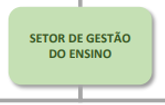 SETOR DE GESTÃO
DO ENSINO